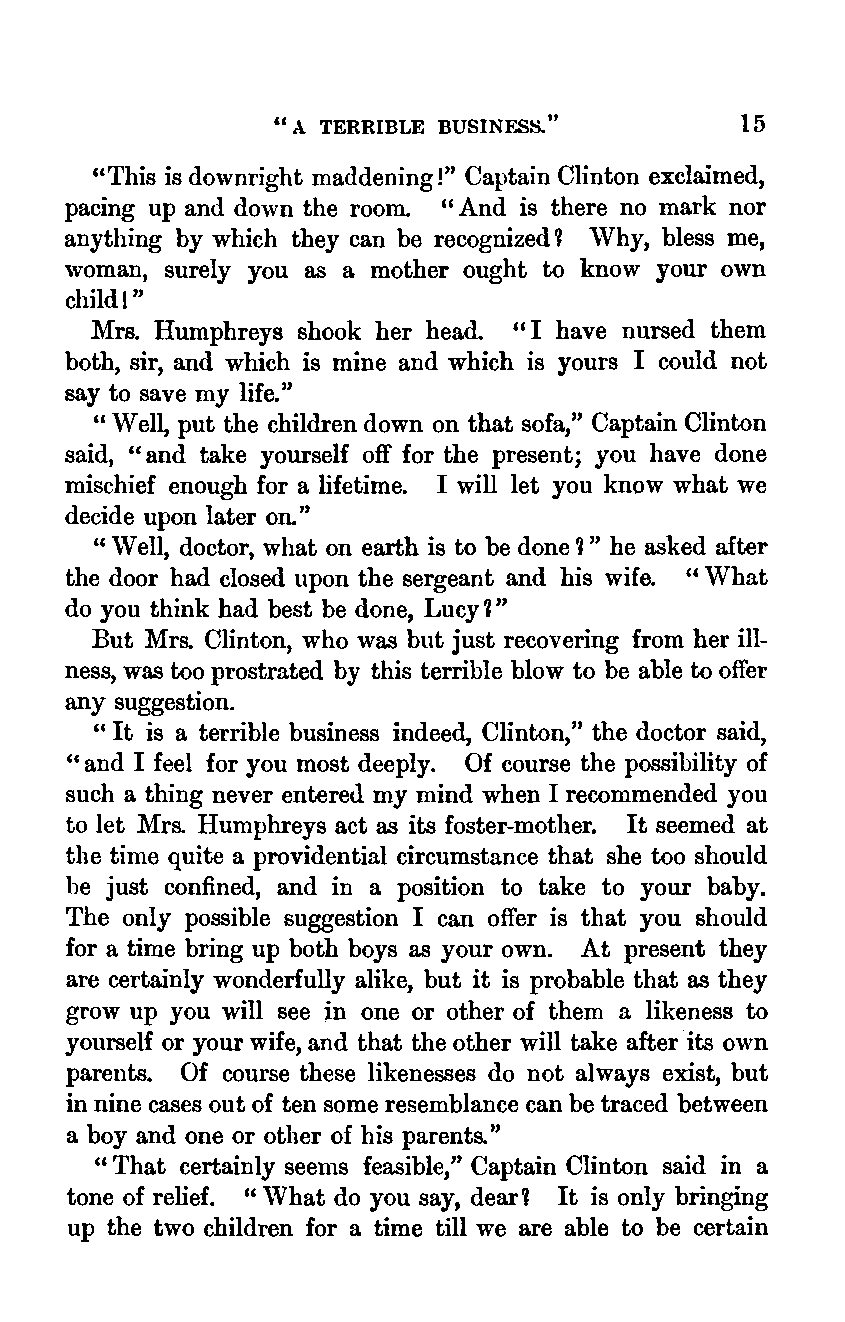 “A TERRIBLE BUSINESS.” 15
“This is downright maddening!” Captain Clinton exclaimed,
pacing up and down the room. “And is there no mark nor
anything by which they can be recognized? Why, bless me,
woman, surely you as a mother ought to know your own
child!”
Mrs. Humphreys shook her head. “I have nursed them
both, sir, and which is mine and which is yours I could not
say to save my life.”
“Well, put the children down on that sofa,” Captain Clinton
said, “and take yourself off for the present; you have done
mischief enough for a lifetime. I will let you know what we
decide upon later on.”
“Well, doctor, what on earth is to be done?” he asked after
the door had closed upon the sergeant and his wife. “What
do you think had best be done, Lucy?”
But Mrs. Clinton, who was but just recovering from her ill-
ness, was too prostrated by this terrible blow to be able to offer
any suggestion.
“It is a terrible business indeed, Clinton,” the doctor said,
“and I feel for you most deeply. Of course the possibility of
such a thing never entered my mind when I recommended you
to let Mrs. Humphreys act as its foster-mother. It seemed at
the time quite a providential circumstance that she too should
be just confined, and in a position to take to your baby.
The only possible suggestion I can offer is that you should
for a time bring up both boys as your own. At present they
are certainly wonderfully alike, but it is probable that as they
grow up you will see in one or other of them a likeness to
yourself or your wife, and that the other will take after its own
parents. Of course these likenesses do not always exist, but
in nine cases out of ten some resemblance can be traced between
a boy and one or other of his parents.”
“That certainly seems feasible,” Captain Clinton said in a
tone of relief. “What do you say, dear? It is only bringing
up the two children for a time till we are able to be certain